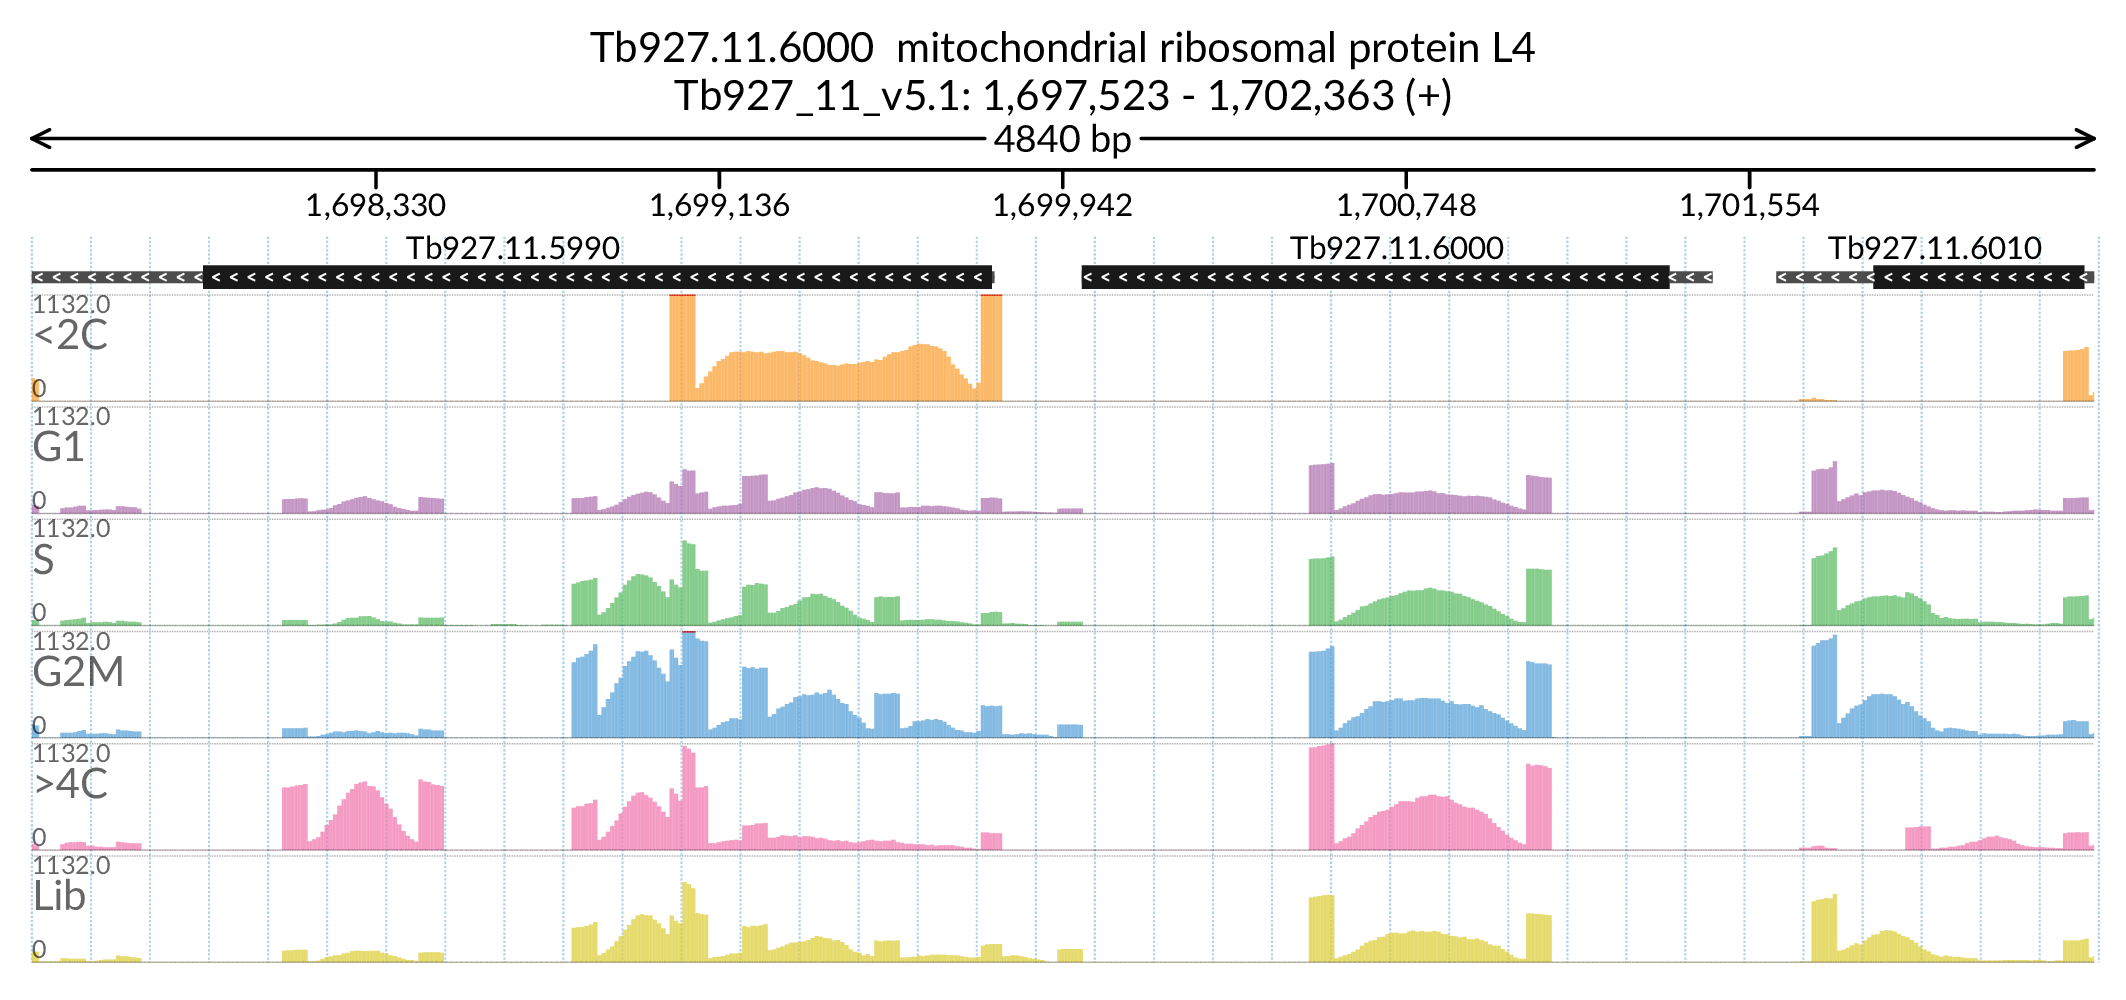 Tb927.11.6000 mitochondrial ribosomal protein L4
Tb927_11_v5.1: 1,697,523 - 1,702,363 (+)
4840 bp
1,698,330 1,699,136 1,699,942 1,700,748 1,701,554
Tb927.11.5990 Tb927.11.6000 Tb927.11.6010
1132.0
<2C
0
1132.0
G1
0
1132.0
S
0
1132.0
G2M
0
1132.0
>4C
0
1132.0
Lib
0